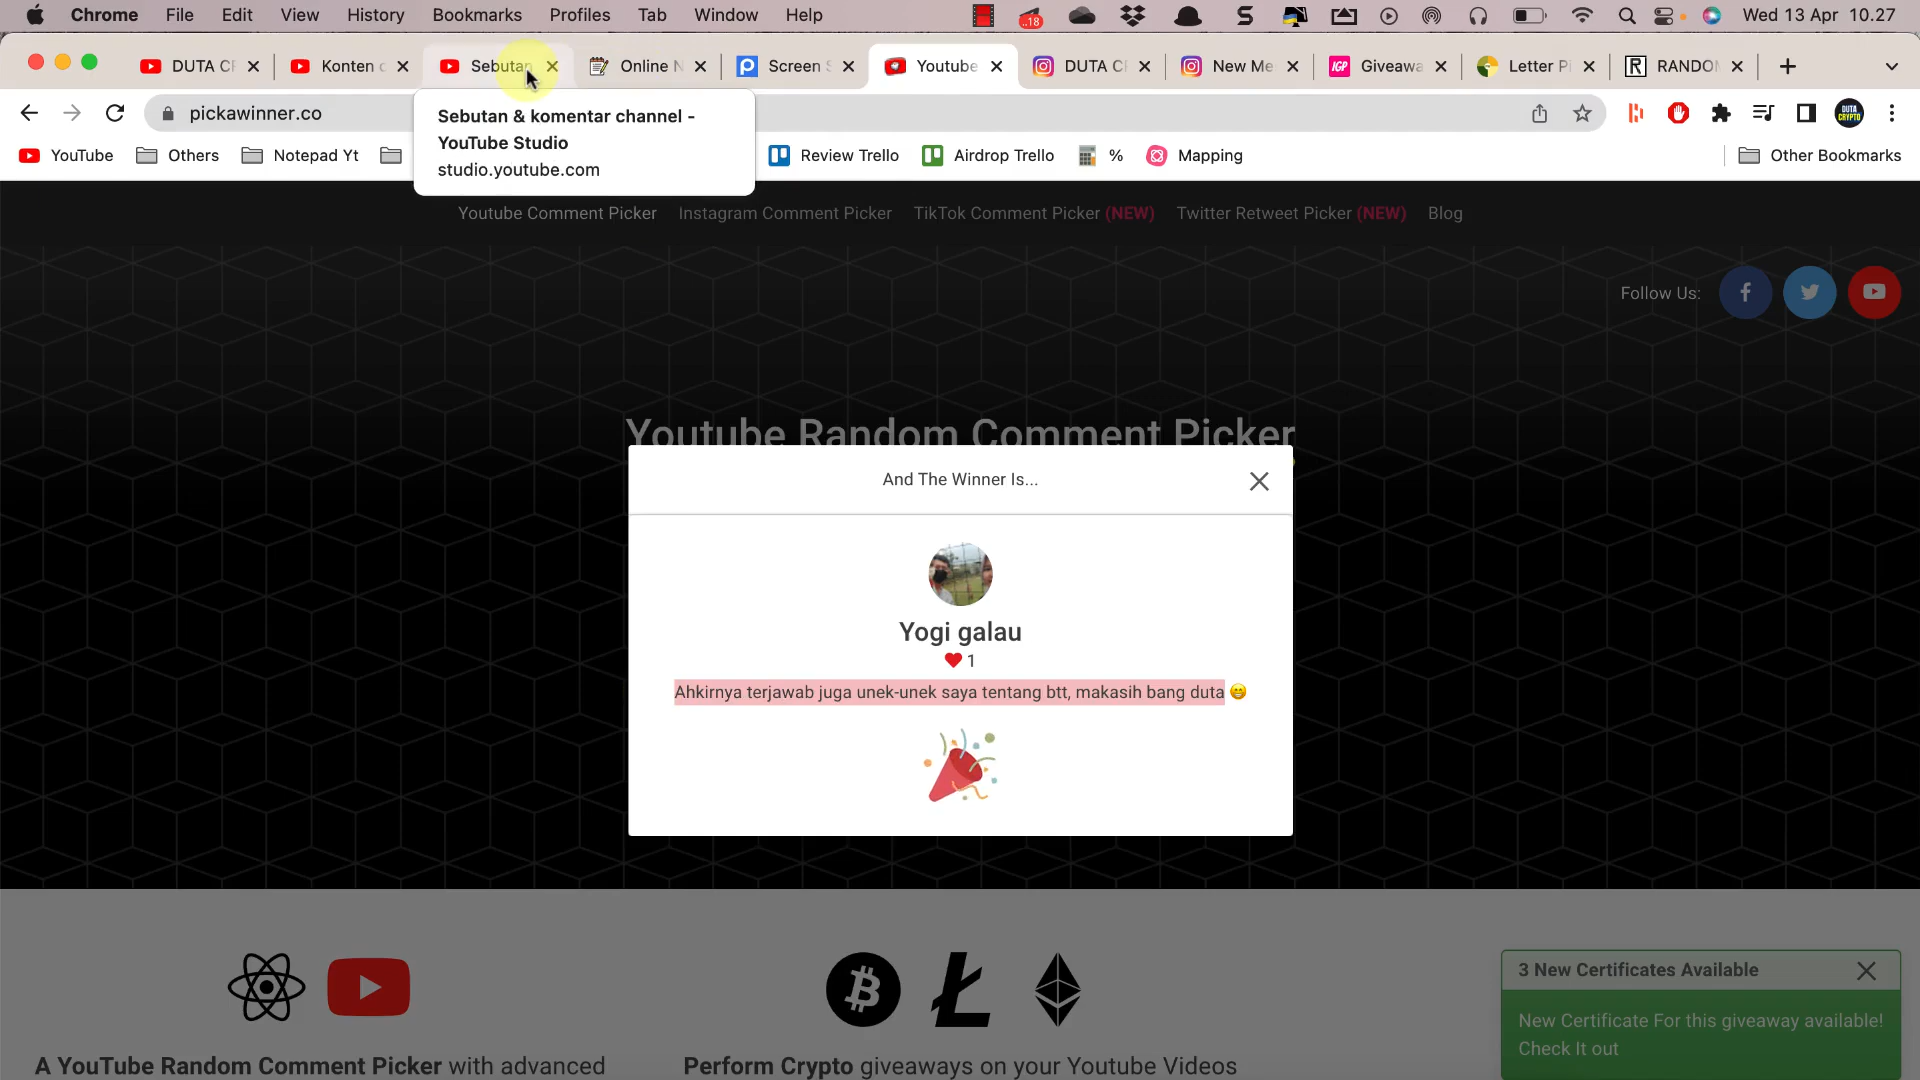 Chrome File Edit View History Bookmarks Profiles Tab Window Help ..18 Wed 13 Apr 10.27
DUTA C Konten Sebutan Online N Screen S Youtube DUTA C New Me IGP Giveawa Letter P R RANDO
pickawinner.co DUTA CRYPTO
Sebutan & komentar channel -
YouTube Studio
studio.youtube.com
YouTube Others Notepad Yt Review Trello Airdrop Trello % Mapping Other Bookmarks
Youtube Comment Picker Instagram Comment Picker TikTok Comment Picker (NEW) Twitter Retweet Picker (NEW) Blog
Follow Us:
Youtube Random Comment Picker
And The Winner Is...
Yogi galau
1
Ahkirnya terjawab juga unek-unek saya tentang btt, makasih bang duta 😁
3 New Certificates Available
New Certificate For this giveaway available!
Check It out
A YouTube Random Comment Picker with advanced
Perform Crypto giveaways on your Youtube Videos